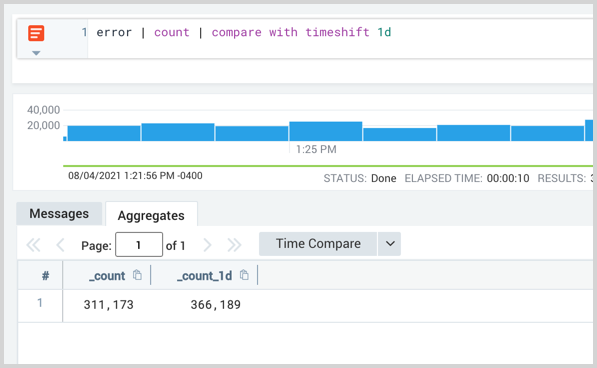 1 error | count | compare with timeshift 1d
40,000
20,000
1:25 PM
08/04/2021 1:21:56 PM -0400
STATUS: Done ELAPSED TIME: 00:00:10 RESULTS:
Messages Aggregates
Page: 1 of 1 Time Compare
# _count _count_1d
1 311,173 366,189